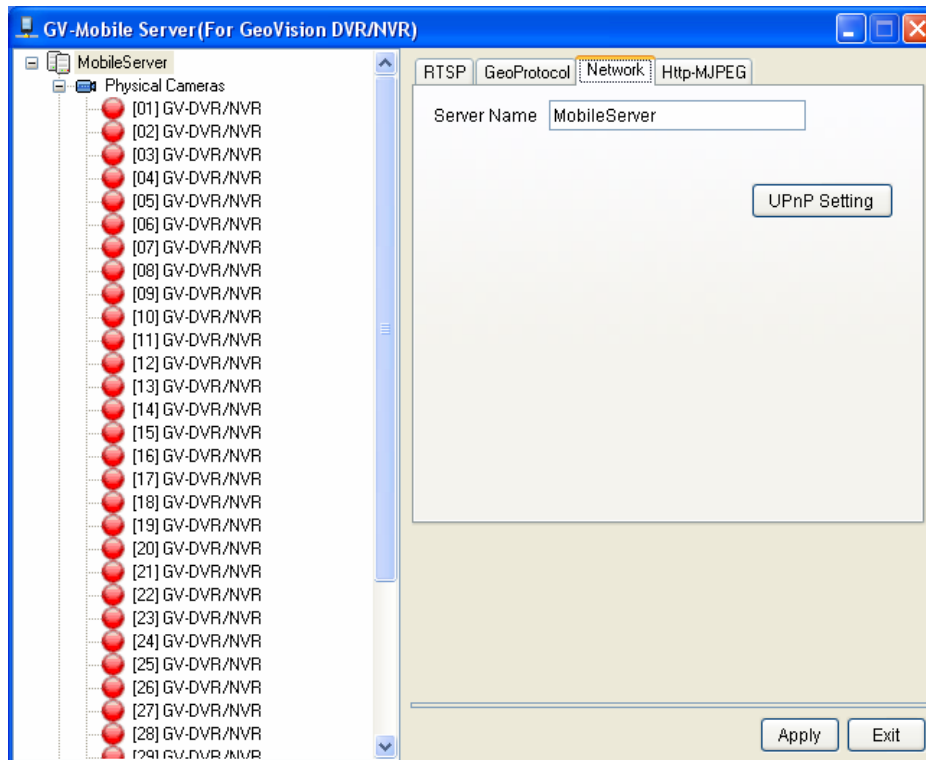 GV-Mobile Server(For GeoVision DVR/NVR)
MobileServer
Physical Cameras
[01] GV-DVR/NVR
[02] GV-DVR/NVR
[03] GV-DVR/NVR
[04] GV-DVR/NVR
[05] GV-DVR/NVR
[06] GV-DVR/NVR
[07] GV-DVR/NVR
[08] GV-DVR/NVR
[09] GV-DVR/NVR
[10] GV-DVR/NVR
[11] GV-DVR/NVR
[12] GV-DVR/NVR
[13] GV-DVR/NVR
[14] GV-DVR/NVR
[15] GV-DVR/NVR
[16] GV-DVR/NVR
[17] GV-DVR/NVR
[18] GV-DVR/NVR
[19] GV-DVR/NVR
[20] GV-DVR/NVR
[21] GV-DVR/NVR
[22] GV-DVR/NVR
[23] GV-DVR/NVR
[24] GV-DVR/NVR
[25] GV-DVR/NVR
[26] GV-DVR/NVR
[27] GV-DVR/NVR
[28] GV-DVR/NVR
[29] GV-DVR/NVR
RTSP GeoProtocol Network Http-MJPEG
Server Name MobileServer
UPnP Setting
Apply Exit